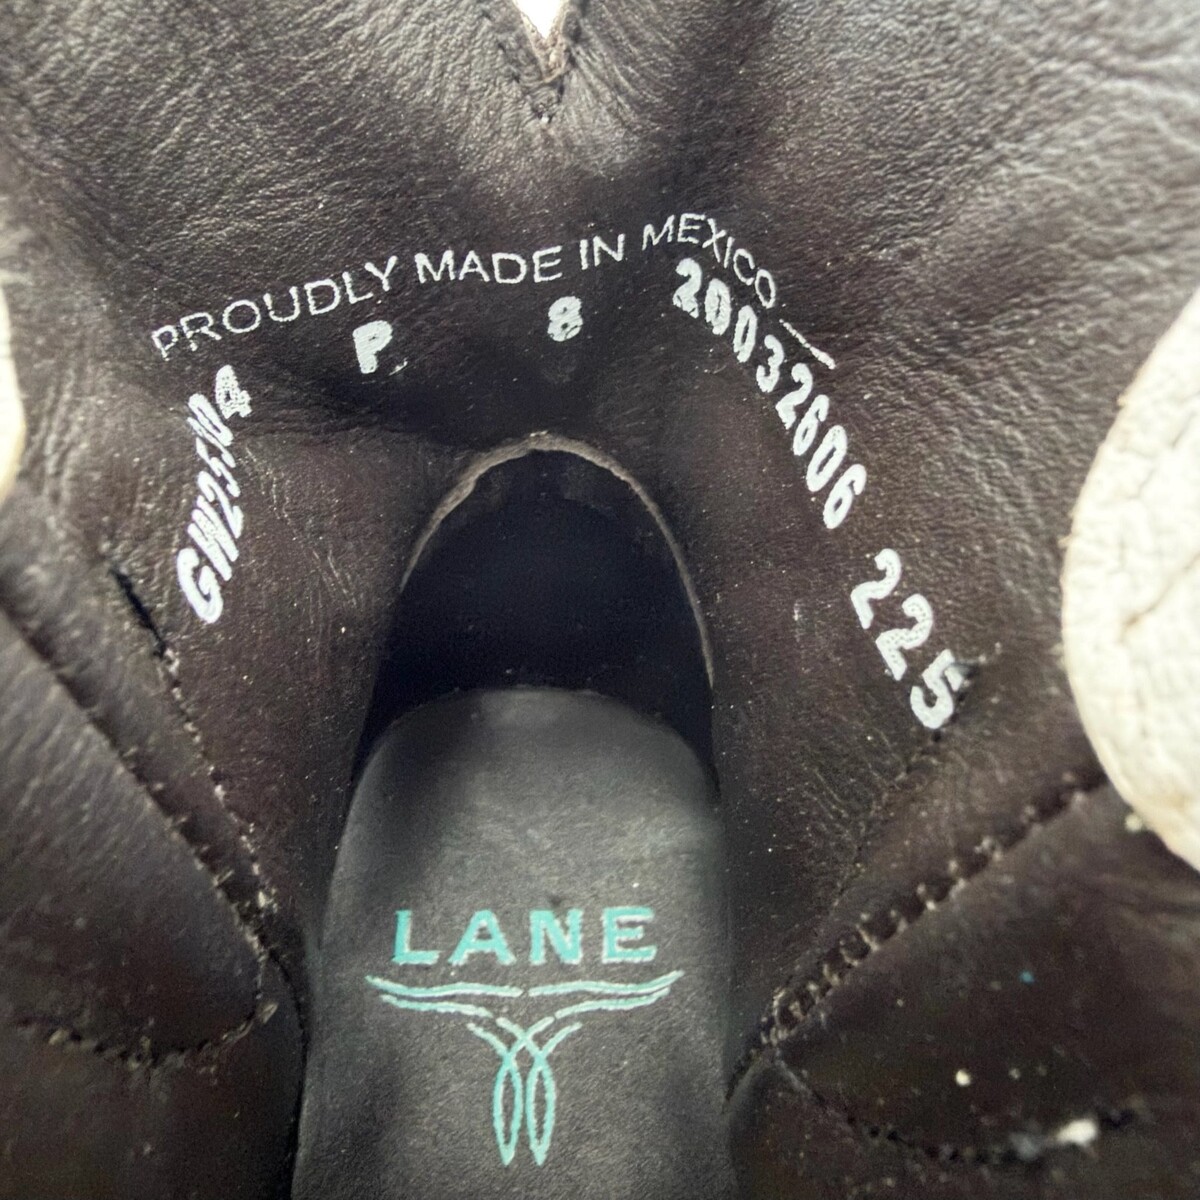 PROUDLY MADE IN MEXICO
P 8
20032606 225
LANE